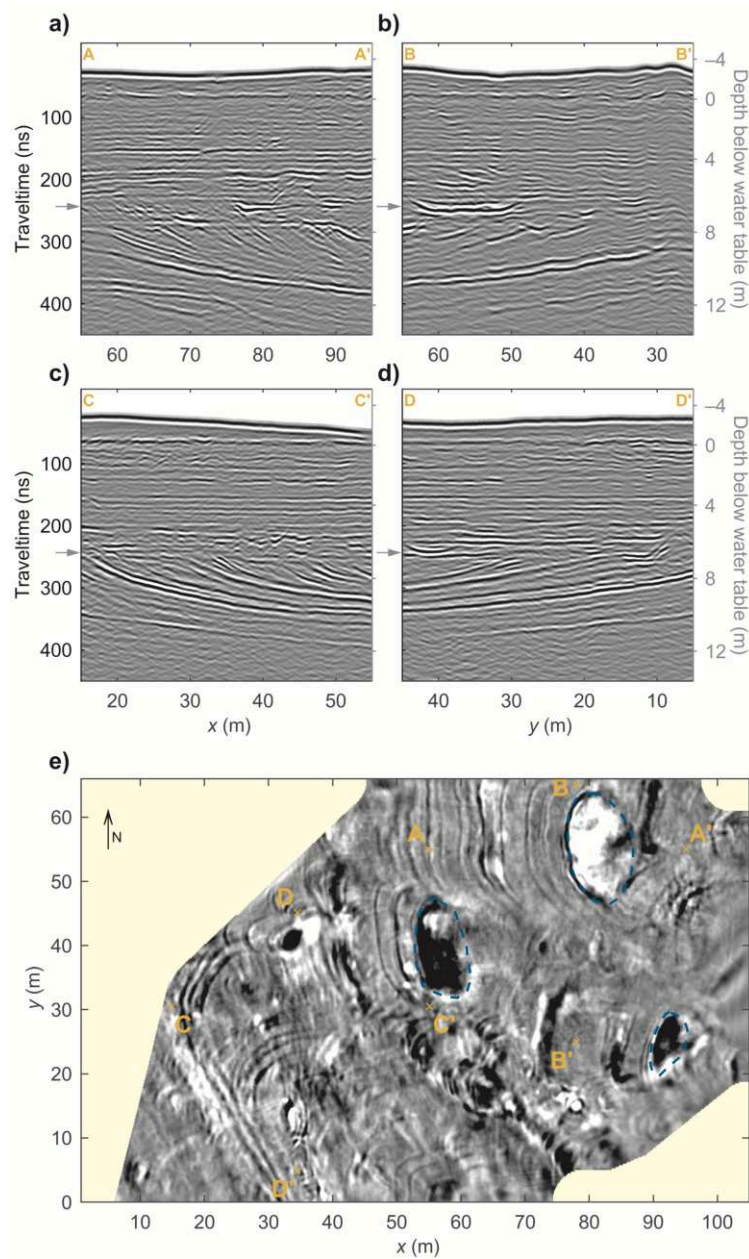 a) b)
A A' B B'
−4
100 0
200 4
300 8
400 12
60 70 80 90 60 50 40 30
Traveltime (ns)
Depth below water table (m)
c) d)
C C' D D'
−4
100 0
200 4
300 8
400 12
20 30 40 50 40 30 20 10
Traveltime (ns)
Depth below water table (m)
x (m) y (m)
e)
60
N
B
A A'
50
D
40
y (m)
30
C C'
B'
20
10
D'
0
10 20 30 40 50 60 70 80 90 100
x (m)